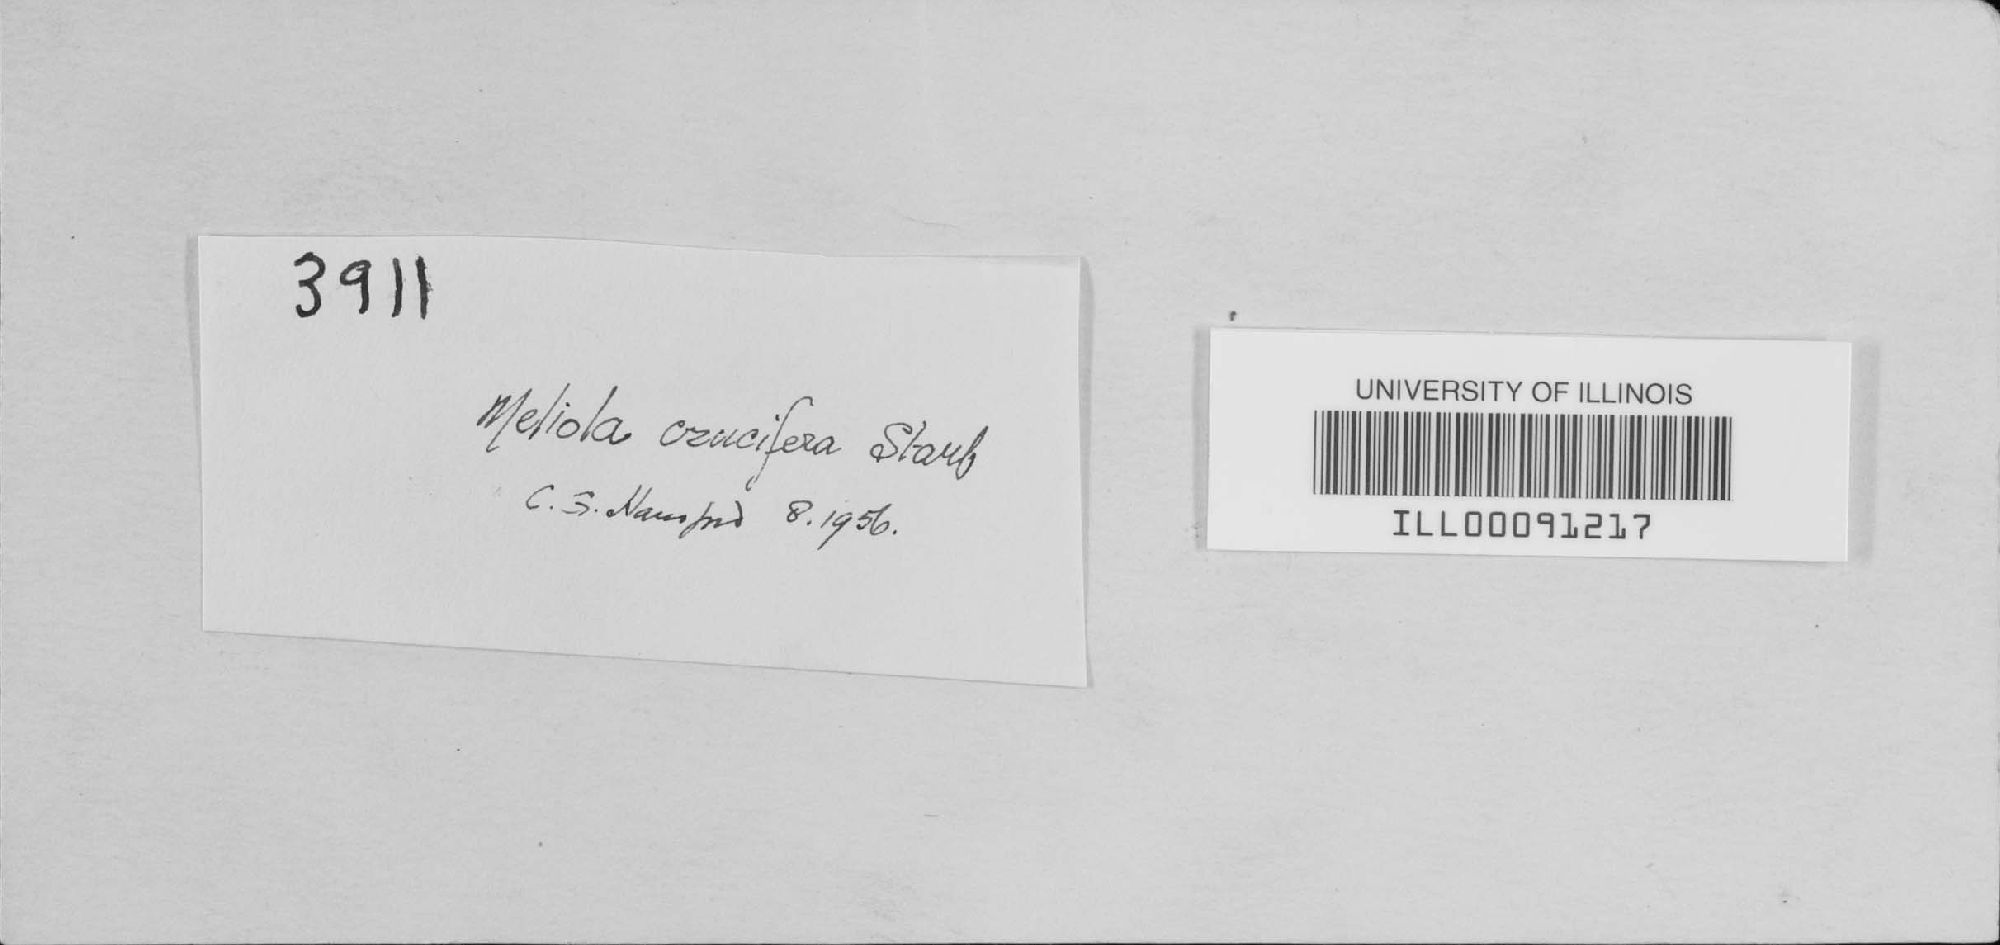 3911
Meliola crucifera Starb
C. G. Hansford 8.1956.
UNIVERSITY OF ILLINOIS
ILL00091217